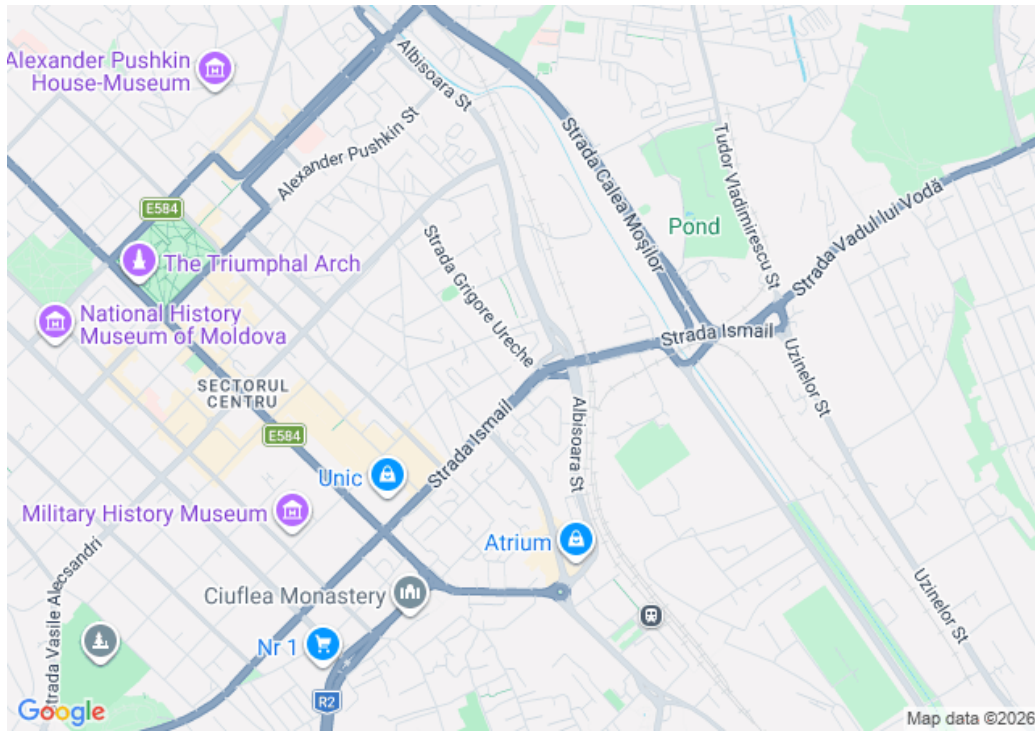 Alexander Pushkin
House-Museum
Albisoara St
Alexander Pushkin St
Strada Calea Moșilor
Tudor Vladimirescu St
Pond
Strada Vadul lui Vodă
E584
The Triumphal Arch
Strada Grigore Ureche
National History
Museum of Moldova
Strada Ismail
Uzinelor St
SECTORUL
CENTRU
E584
Strada Ismail
Albisoara St
Unic
Military History Museum
Atrium
Strada Vasile Alecsandri
Ciuflea Monastery
Uzinelor St
Nr 1
R2
Google
Map data ©2026